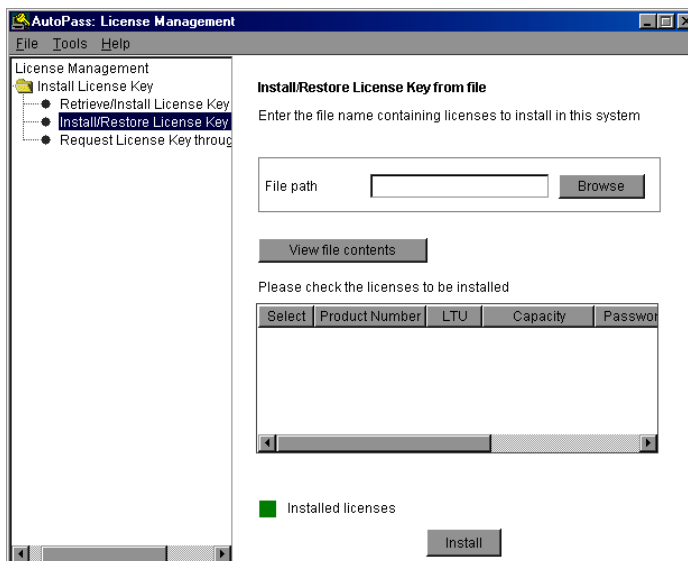 AutoPass: License Management
File Tools Help
License Management
Install License Key
Retrieve/Install License Key
Install/Restore License Key
Request License Key throug
Install/Restore License Key from file
Enter the file name containing licenses to install in this system
File path
Browse
View file contents
Please check the licenses to be installed
Select Product Number LTU Capacity Passwor
Installed licenses
Install